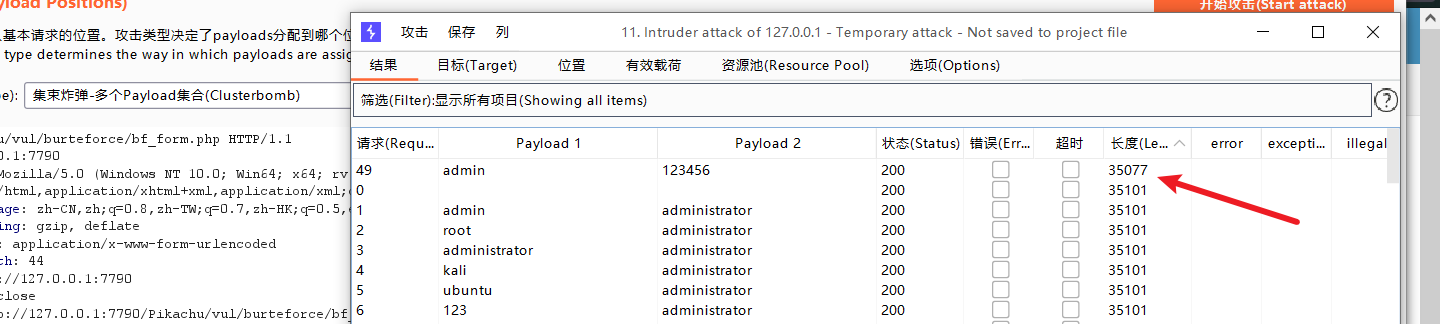 yload Positions)
开始攻击(Start attack)
基本请求的位置。攻击类型决定了payloads分配到哪个位
type determines the way in which payloads are assig
pe): 集束炸弹-多个Payload集合(Clusterbomb)
u/vul/burteforce/bf_form.php HTTP/1.1
0.1:7790
Mozilla/5.0 (Windows NT 10.0; Win64; x64; rv
/html,application/xhtml+xml,application/xml;
age: zh-CN,zh;q=0.8,zh-TW;q=0.7,zh-HK;q=0.5,e
ing: gzip, deflate
: application/x-www-form-urlencoded
th: 44
://127.0.0.1:7790
close
p://127.0.0.1:7790/Pikachu/vul/burteforce/bf_
攻击 保存 列 11. Intruder attack of 127.0.0.1 - Temporary attack - Not saved to project file
结果 目标(Target) 位置 有效载荷 资源池(Resource Pool) 选项(Options)
筛选(Filter):显示所有项目(Showing all items) ?
请求(Requ... Payload 1 Payload 2 状态(Status) 错误(Err... 超时 长度(Le... error excepti... illegal
49 admin 123456 200 35077
0 200 35101
1 admin administrator 200 35101
2 root administrator 200 35101
3 administrator administrator 200 35101
4 kali administrator 200 35101
5 ubuntu administrator 200 35101
6 123 administrator 200 35101